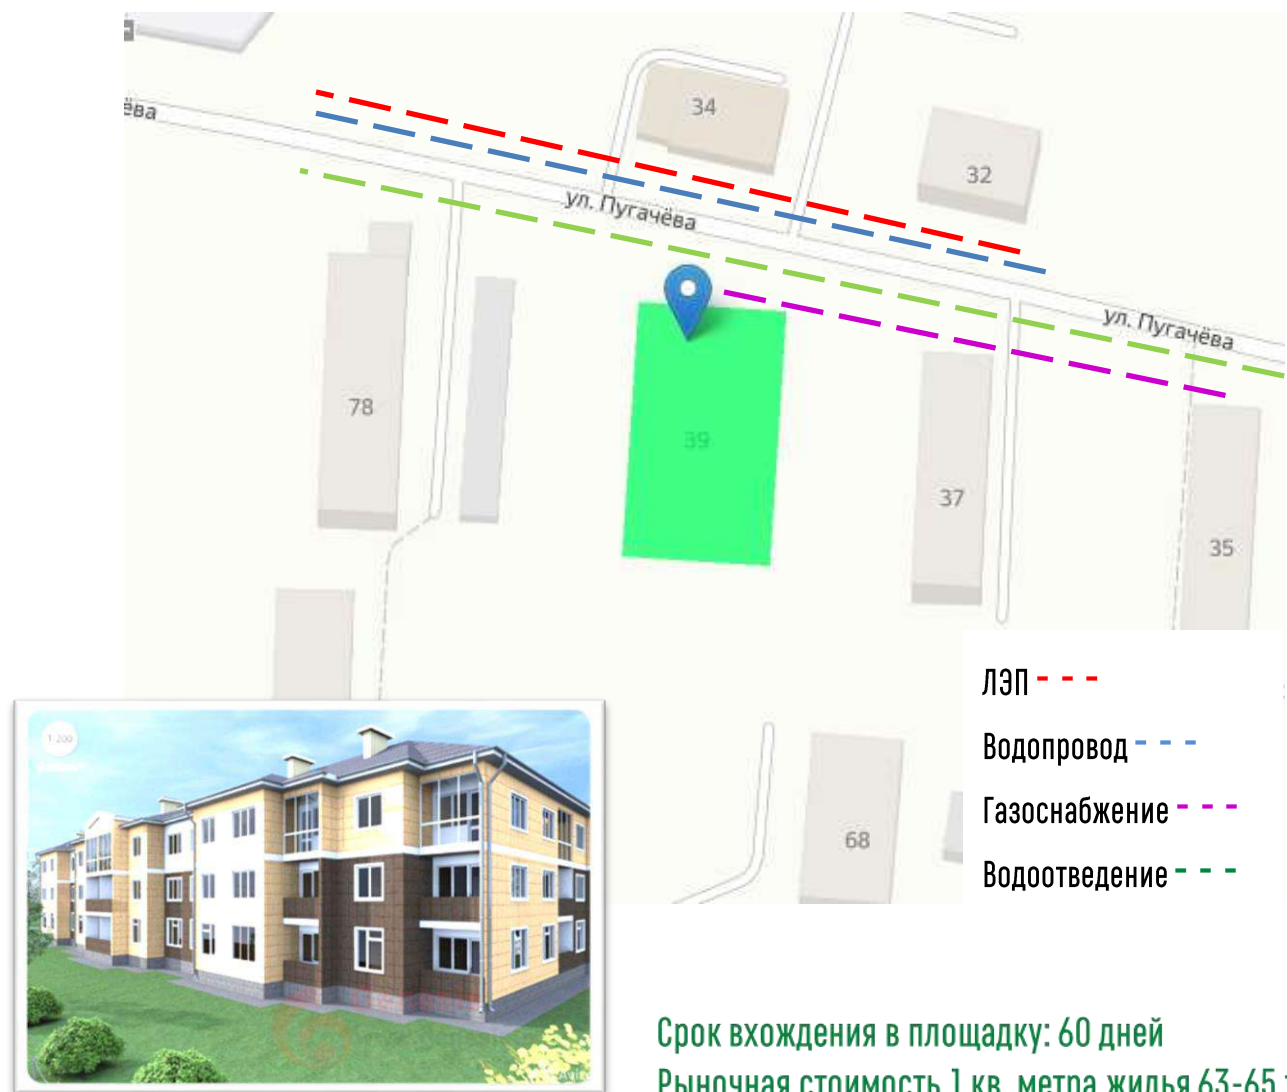 ёва
34
32
ул. Пугачёва
ул. Пугачёва
78
39
37
35
ЛЭП
Водопровод
68
Газоснабжение
Водоотведение
1:200
Срок вхождения в площадку: 60 дней
Рыночная стоимость 1 кв. метра жилья 63-65